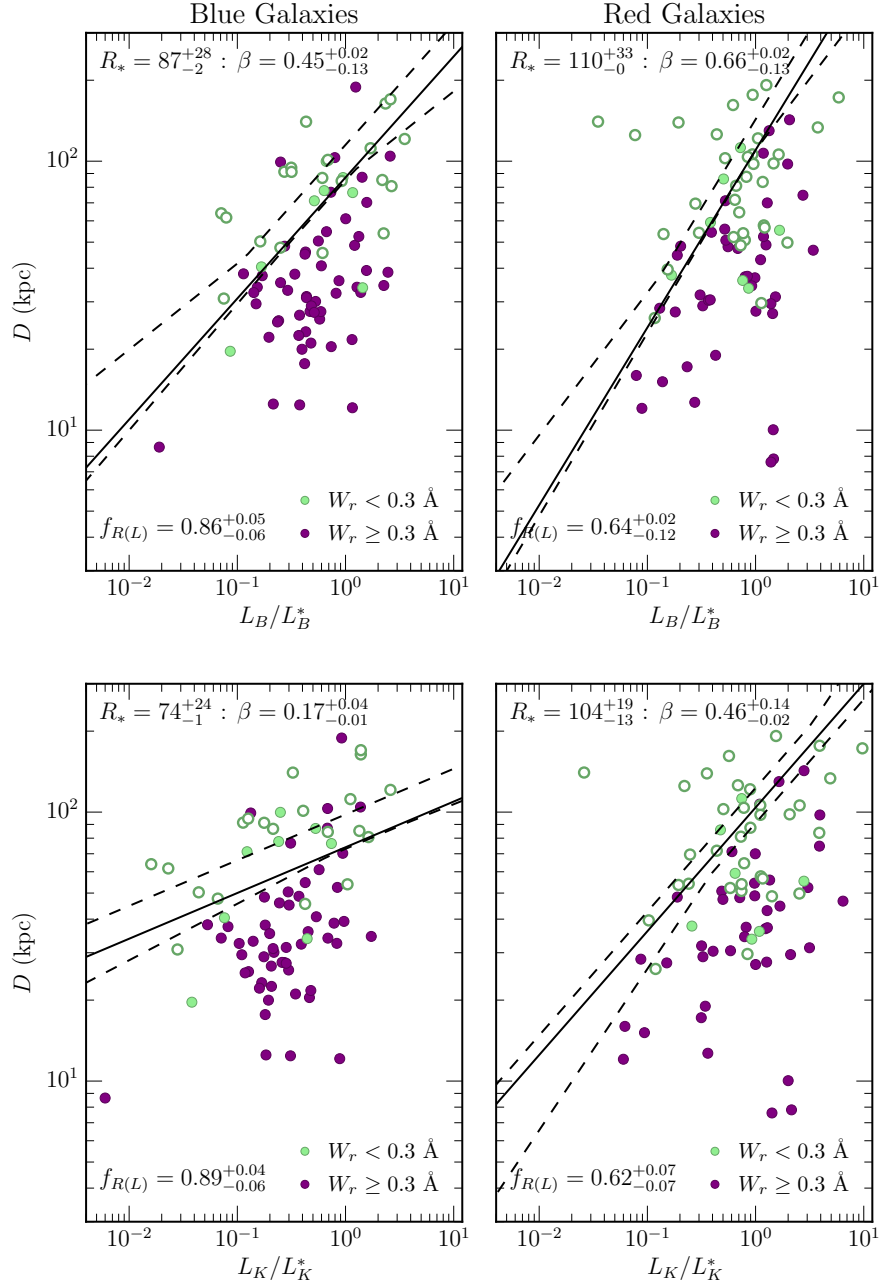 Blue Galaxies
Red Galaxies
R_* = 87^{+28}_{-2} : β = 0.45^{+0.02}_{-0.13}
R_* = 110^{+33}_{-0} : β = 0.66^{+0.02}_{-0.13}
10^2
D (kpc)
10^1
W_r < 0.3 Å
f_{R(L)} = 0.86^{+0.05}_{-0.06}
W_r ≥ 0.3 Å
W_r < 0.3 Å
f_{R(L)} = 0.64^{+0.02}_{-0.12}
W_r ≥ 0.3 Å
10^{-2} 10^{-1} 10^0 10^1
10^{-2} 10^{-1} 10^0 10^1
L_B/L_B^*
L_B/L_B^*
R_* = 74^{+24}_{-1} : β = 0.17^{+0.04}_{-0.01}
R_* = 104^{+19}_{-13} : β = 0.46^{+0.14}_{-0.02}
10^2
D (kpc)
10^1
W_r < 0.3 Å
f_{R(L)} = 0.89^{+0.04}_{-0.06}
W_r ≥ 0.3 Å
W_r < 0.3 Å
f_{R(L)} = 0.62^{+0.07}_{-0.07}
W_r ≥ 0.3 Å
10^{-2} 10^{-1} 10^0 10^1
10^{-2} 10^{-1} 10^0 10^1
L_K/L_K^*
L_K/L_K^*